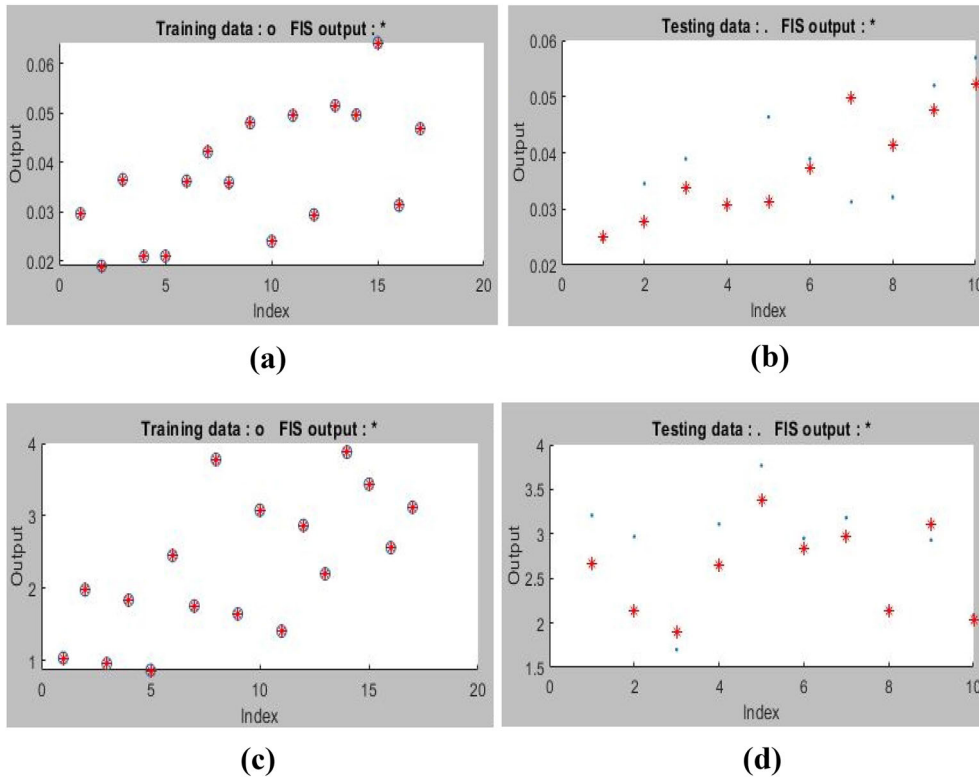 Training data : o   FIS output : *
0.06
0.05
0.04
0.03
0.02
Output
0
5
10
15
20
Index
(a)
Testing data : .   FIS output : *
0.06
0.05
0.04
0.03
0.02
Output
0
2
4
6
8
10
Index
(b)
Training data : o   FIS output : *
4
3
2
1
Output
0
5
10
15
20
Index
(c)
Testing data : .   FIS output : *
4
3.5
3
2.5
2
1.5
Output
0
2
4
6
8
10
Index
(d)